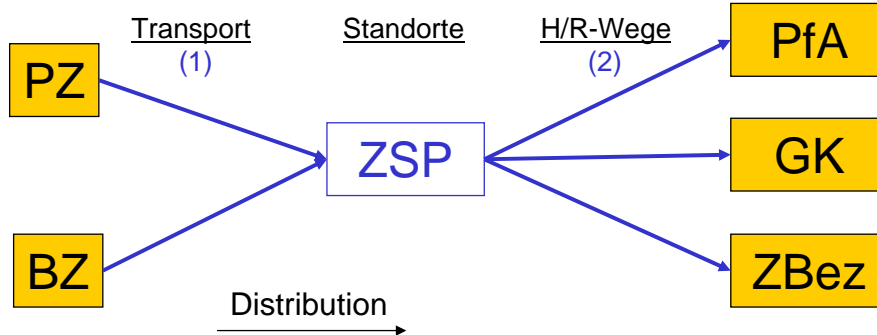 Transport Standorte H/R-Wege
(1) (2)
PZ
BZ
ZSP
PfA
GK
ZBez
Distribution